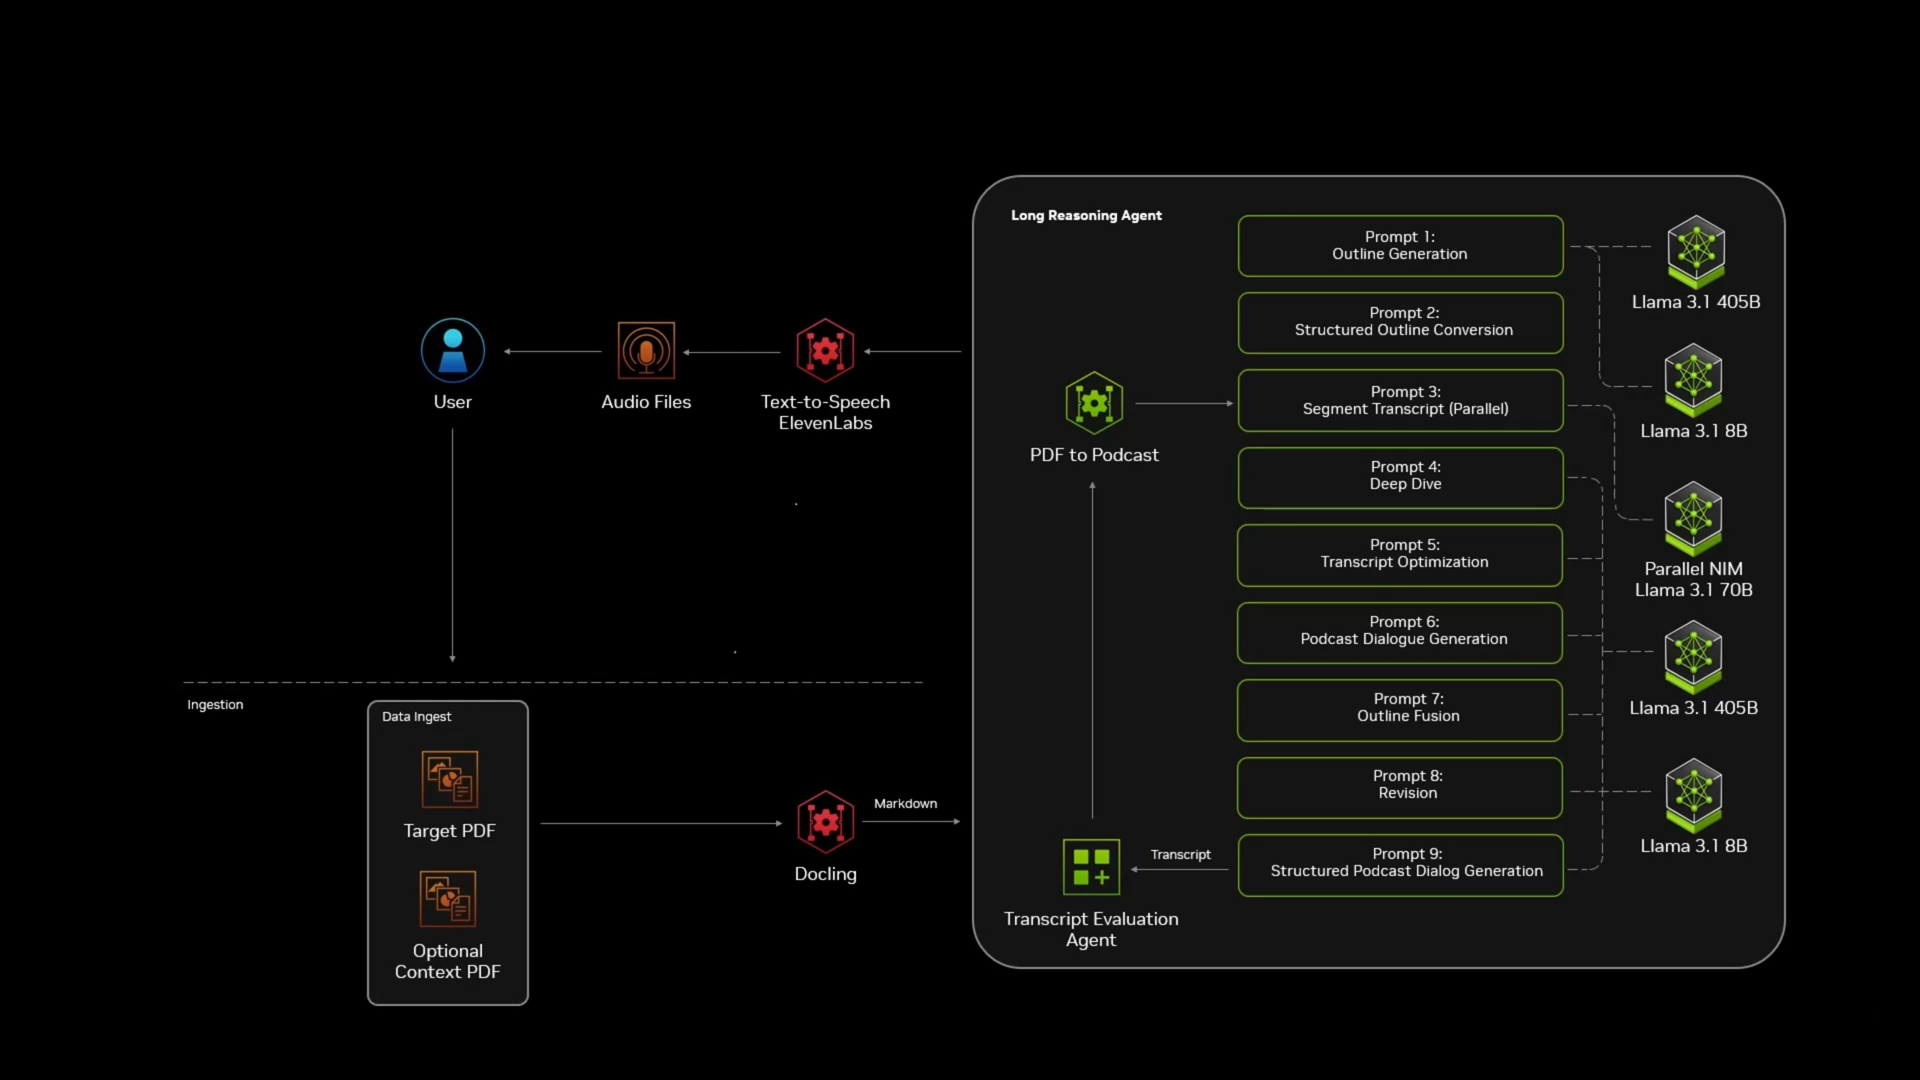 Long Reasoning Agent
Prompt 1:
Outline Generation
Llama 3.1 405B
Prompt 2:
Structured Outline Conversion
Llama 3.1 8B
Prompt 3:
Segment Transcript (Parallel)
User
Audio Files
Text-to-Speech
ElevenLabs
PDF to Podcast
Prompt 4:
Deep Dive
Prompt 5:
Transcript Optimization
Parallel NIM
Llama 3.1 70B
Prompt 6:
Podcast Dialogue Generation
Ingestion
Prompt 7:
Outline Fusion
Llama 3.1 405B
Data Ingest
Target PDF
Markdown
Docling
Prompt 8:
Revision
Llama 3.1 8B
Transcript
Prompt 9:
Structured Podcast Dialog Generation
Transcript Evaluation
Agent
Optional
Context PDF